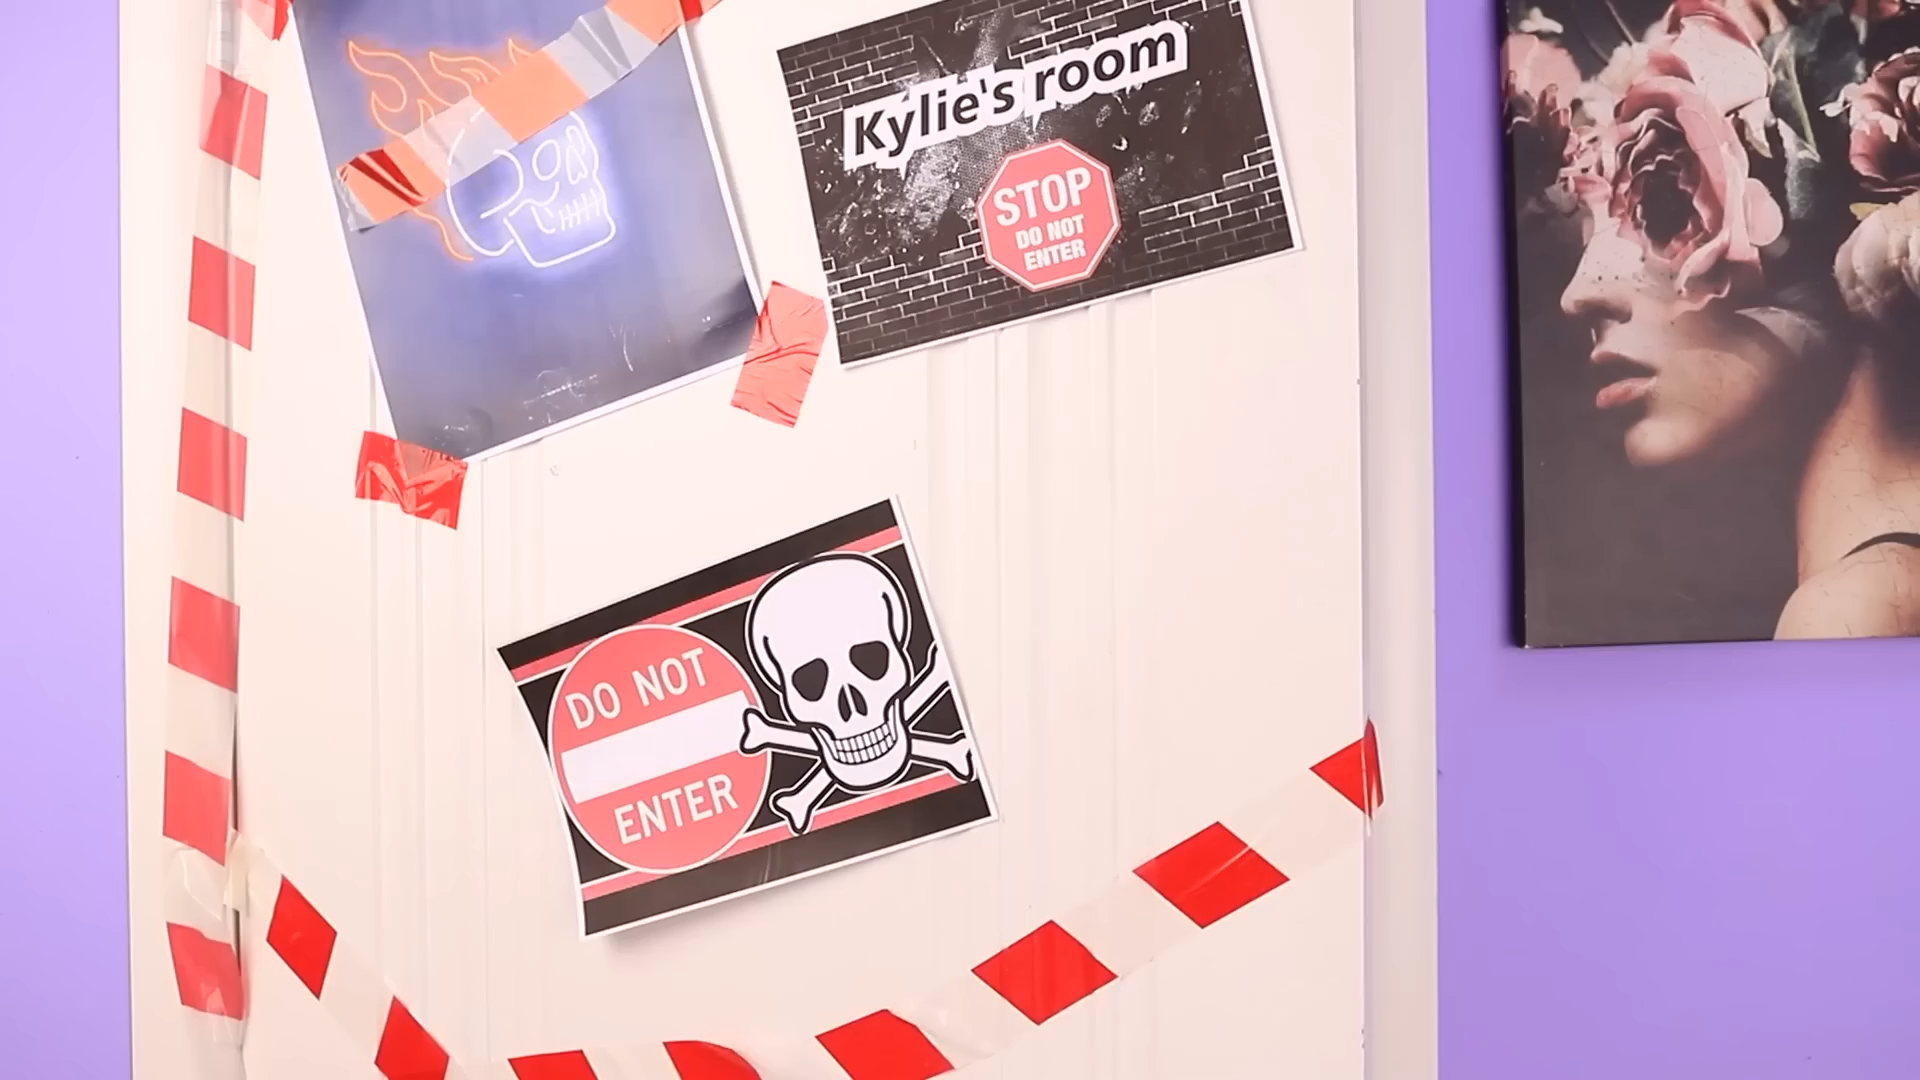 Kylie's room
STOP
DO NOT
ENTER
DO NOT
ENTER